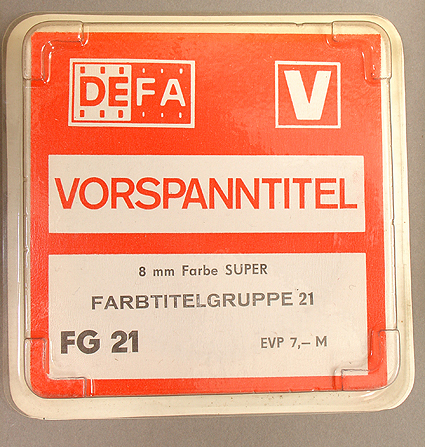 DEFA V
VORSPANNTITEL
8 mm Farbe SUPER
FARBTITELGRUPPE 21
FG 21 EVP 7,– M